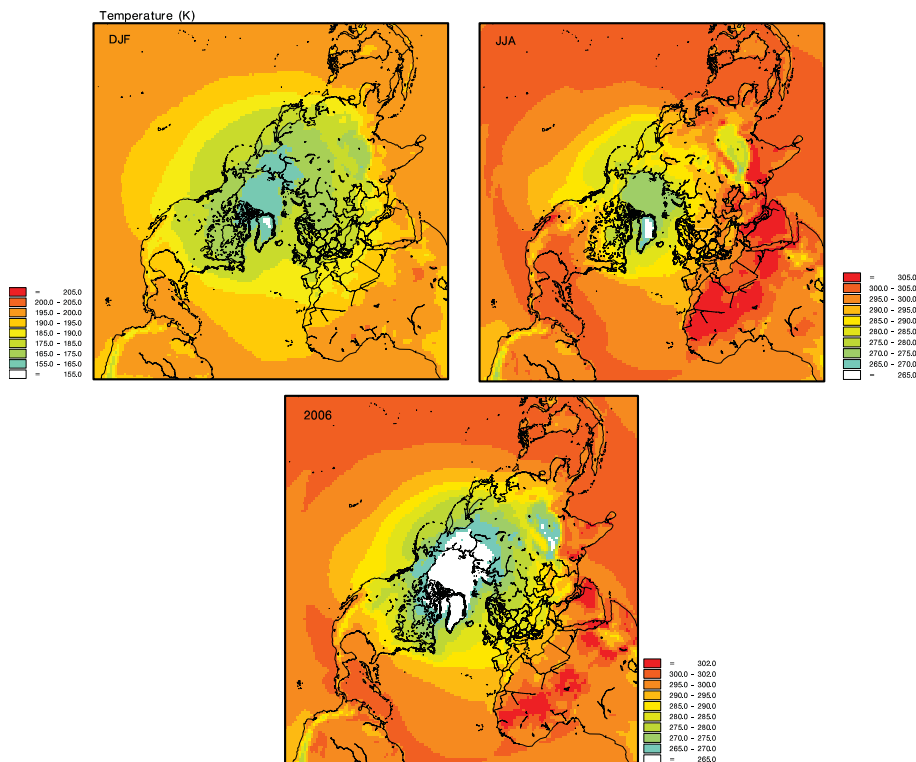 Temperature (K)
DJF
= 205.0
200.0 - 205.0
195.0 - 200.0
190.0 - 195.0
185.0 - 190.0
175.0 - 185.0
165.0 - 175.0
155.0 - 165.0
= 155.0
JJA
= 305.0
300.0 - 305.0
295.0 - 300.0
290.0 - 295.0
285.0 - 290.0
280.0 - 285.0
275.0 - 280.0
270.0 - 275.0
265.0 - 270.0
= 265.0
2006
= 302.0
300.0 - 302.0
295.0 - 300.0
290.0 - 295.0
285.0 - 290.0
280.0 - 285.0
275.0 - 280.0
270.0 - 275.0
265.0 - 270.0
= 265.0